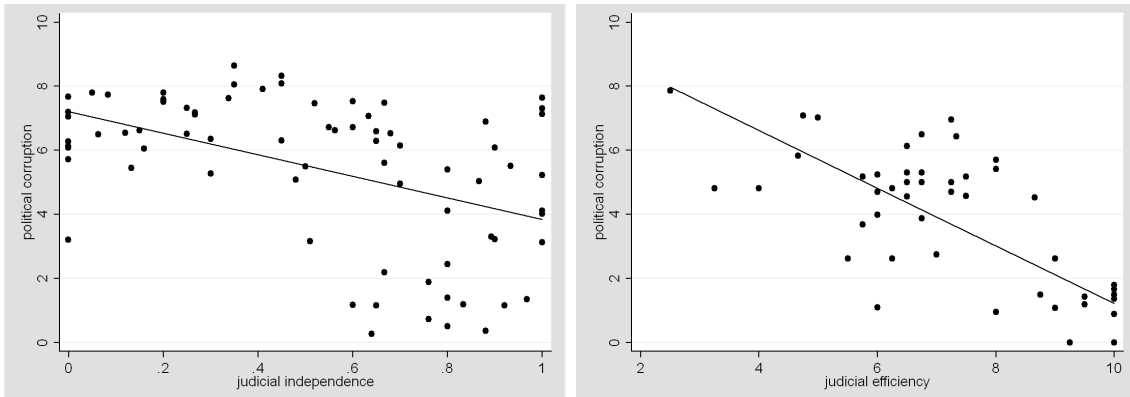 political corruption
10
8
6
4
2
0
0 .2 .4 .6 .8 1
judicial independence
political corruption
10
8
6
4
2
0
2 4 6 8 10
judicial efficiency